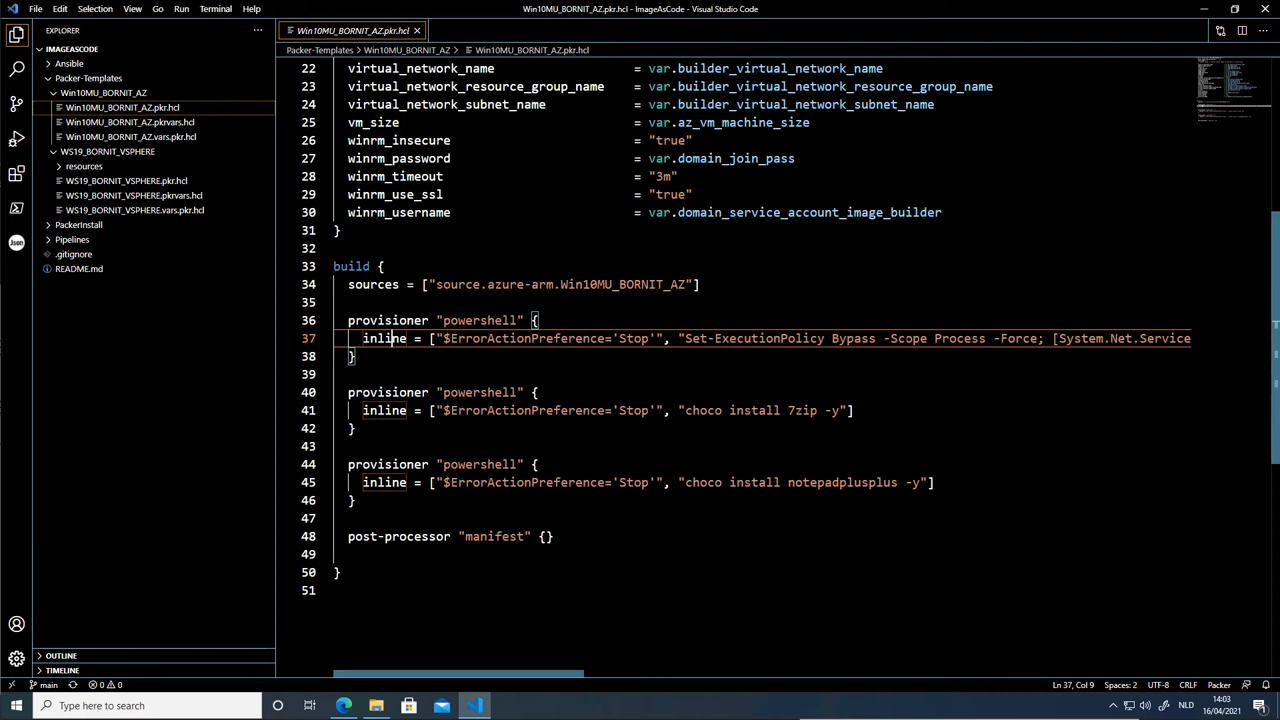 File Edit Selection View Go Run Terminal Help
Win10MU_BORNIT_AZ.pkr.hcl - ImageAsCode - Visual Studio Code
EXPLORER
IMAGEASCODE
Ansible
Packer-Templates
Win10MU_BORNIT_AZ
Win10MU_BORNIT_AZ.pkr.hcl
Win10MU_BORNIT_AZ.pkrvars.hcl
Win10MU_BORNIT_AZ.vars.pkr.hcl
WS19_BORNIT_VSPHERE
resources
WS19_BORNIT_VSPHERE.pkr.hcl
WS19_BORNIT_VSPHERE.pkrvars.hcl
WS19_BORNIT_VSPHERE.vars.pkr.hcl
PackerInstall
Pipelines
.gitignore
README.md
OUTLINE
TIMELINE
Json
Win10MU_BORNIT_AZ.pkr.hcl
Packer-Templates > Win10MU_BORNIT_AZ > Win10MU_BORNIT_AZ.pkr.hcl
22 virtual_network_name = var.builder_virtual_network_name
23 virtual_network_resource_group_name = var.builder_virtual_network_resource_group_name
24 virtual_network_subnet_name = var.builder_virtual_network_subnet_name
25 vm_size = var.az_vm_machine_size
26 winrm_insecure = "true"
27 winrm_password = var.domain_join_pass
28 winrm_timeout = "3m"
29 winrm_use_ssl = "true"
30 winrm_username = var.domain_service_account_image_builder
31 }
32
33 build {
34 sources = ["source.azure-arm.Win10MU_BORNIT_AZ"]
35
36 provisioner "powershell" {
37 inline = ["$ErrorActionPreference='Stop'", "Set-ExecutionPolicy Bypass -Scope Process -Force; [System.Net.Service
38 }
39
40 provisioner "powershell" {
41 inline = ["$ErrorActionPreference='Stop'", "choco install 7zip -y"]
42 }
43
44 provisioner "powershell" {
45 inline = ["$ErrorActionPreference='Stop'", "choco install notepadplusplus -y"]
46 }
47
48 post-processor "manifest" {}
49
50 }
51
main 0 0
Ln 37, Col 9 Spaces: 2 UTF-8 CRLF Packer
Type here to search
NLD
14:03
16/04/2021
1